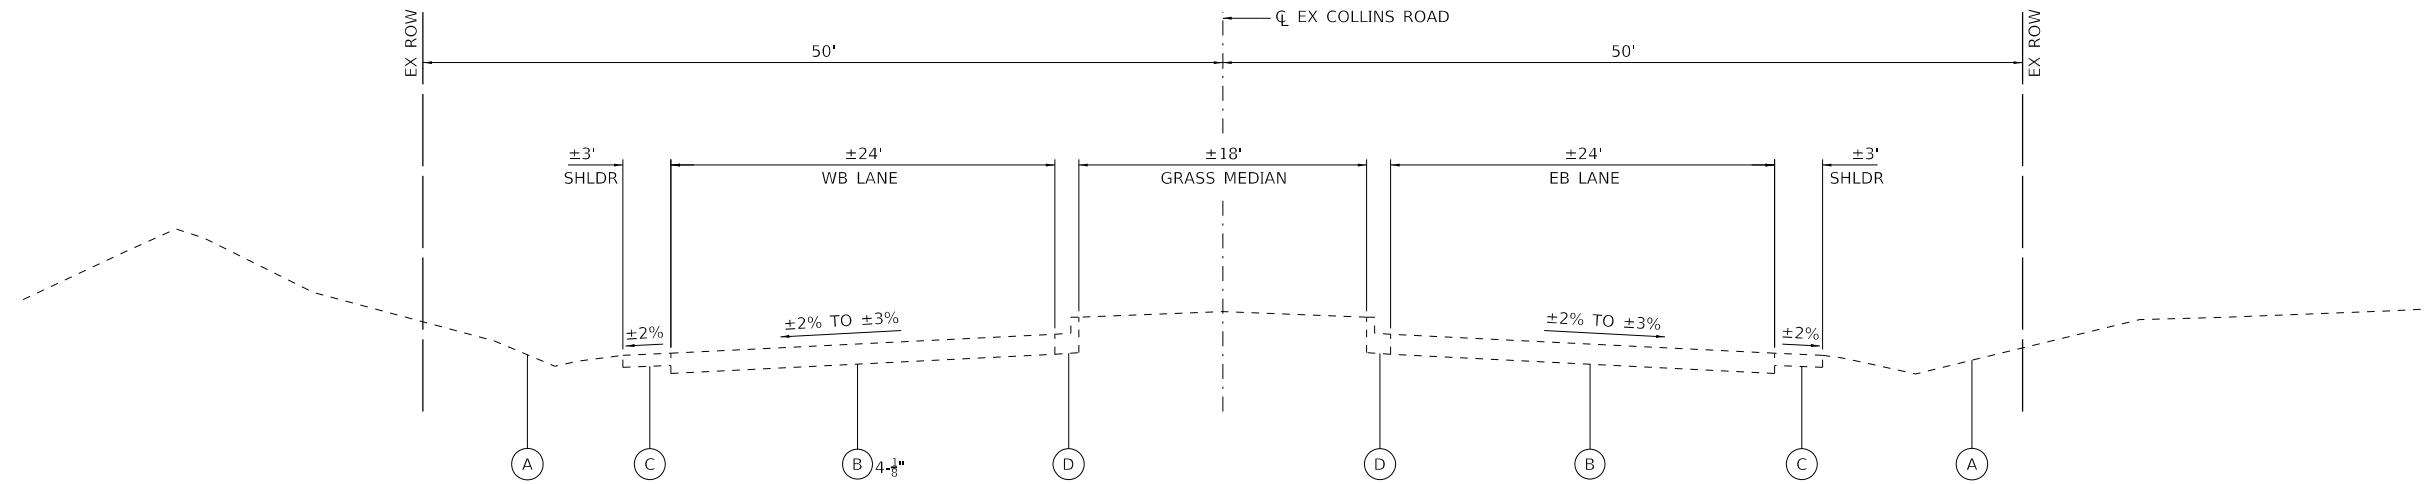 EX ROW
℄ EX COLLINS ROAD
EX ROW
50'
50'
±3'
SHLDR
±24'
WB LANE
±18'
GRASS MEDIAN
±24'
EB LANE
±3'
SHLDR
±2%
±2% TO ±3%
±2% TO ±3%
±2%
A
C
B 4-1/8"
D
D
B
C
A